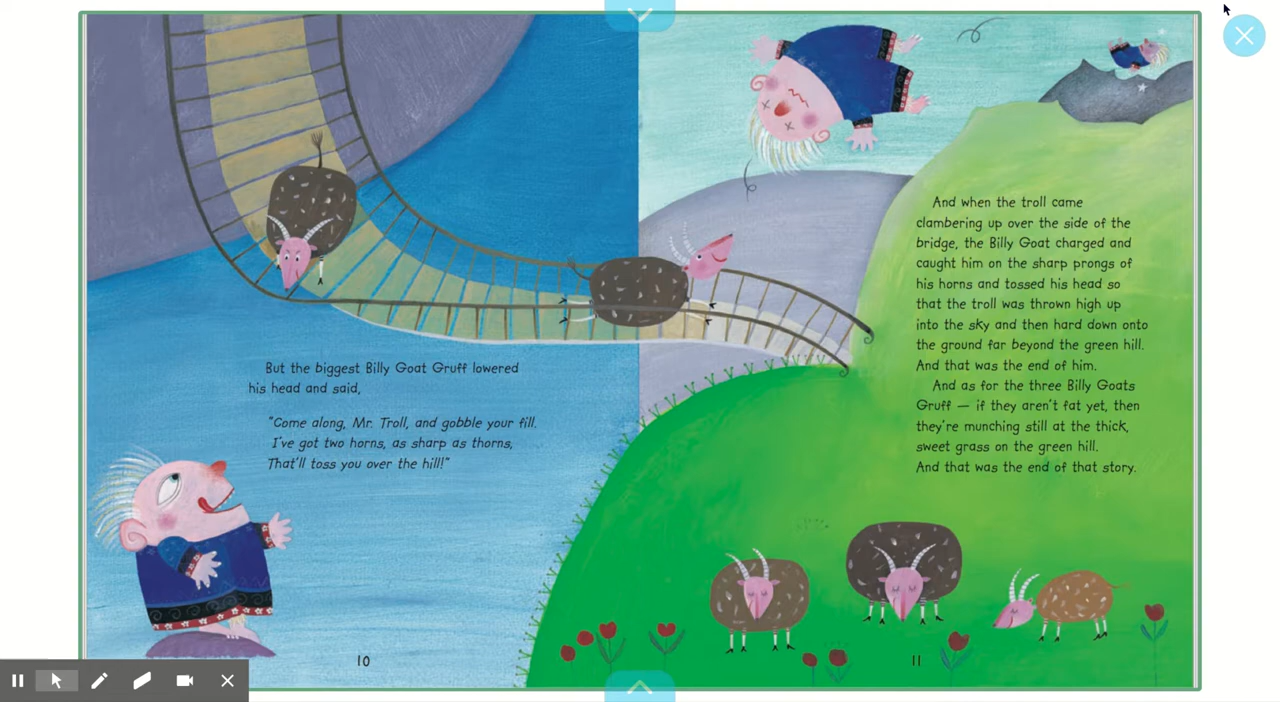 But the biggest Billy Goat Gruff lowered
his head and said,
"Come along, Mr. Troll, and gobble your fill.
I've got two horns, as sharp as thorns,
That'll toss you over the hill!"
10
And when the troll came
clambering up over the side of the
bridge, the Billy Goat charged and
caught him on the sharp prongs of
his horns and tossed his head so
that the troll was thrown high up
into the sky and then hard down onto
the ground far beyond the green hill.
And that was the end of him.
And as for the three Billy Goats
Gruff — if they aren't fat yet, then
they're munching still at the thick,
sweet grass on the green hill.
And that was the end of that story.
11